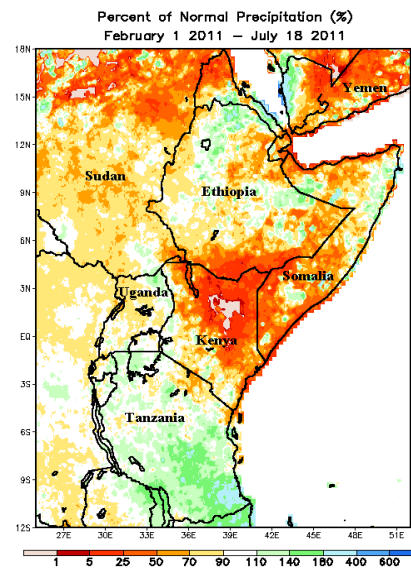 Percent of Normal Precipitation (%)
February 1 2011 – July 18 2011
18N
15N
Yemen
12N
Sudan
Ethiopia
9N
6N
Somalia
3N
Uganda
EQ
Kenya
3S
Tanzania
6S
9S
12S
27E 30E 33E 36E 39E 42E 45E 48E 51E
1 5 25 50 70 90 110 140 180 400 600